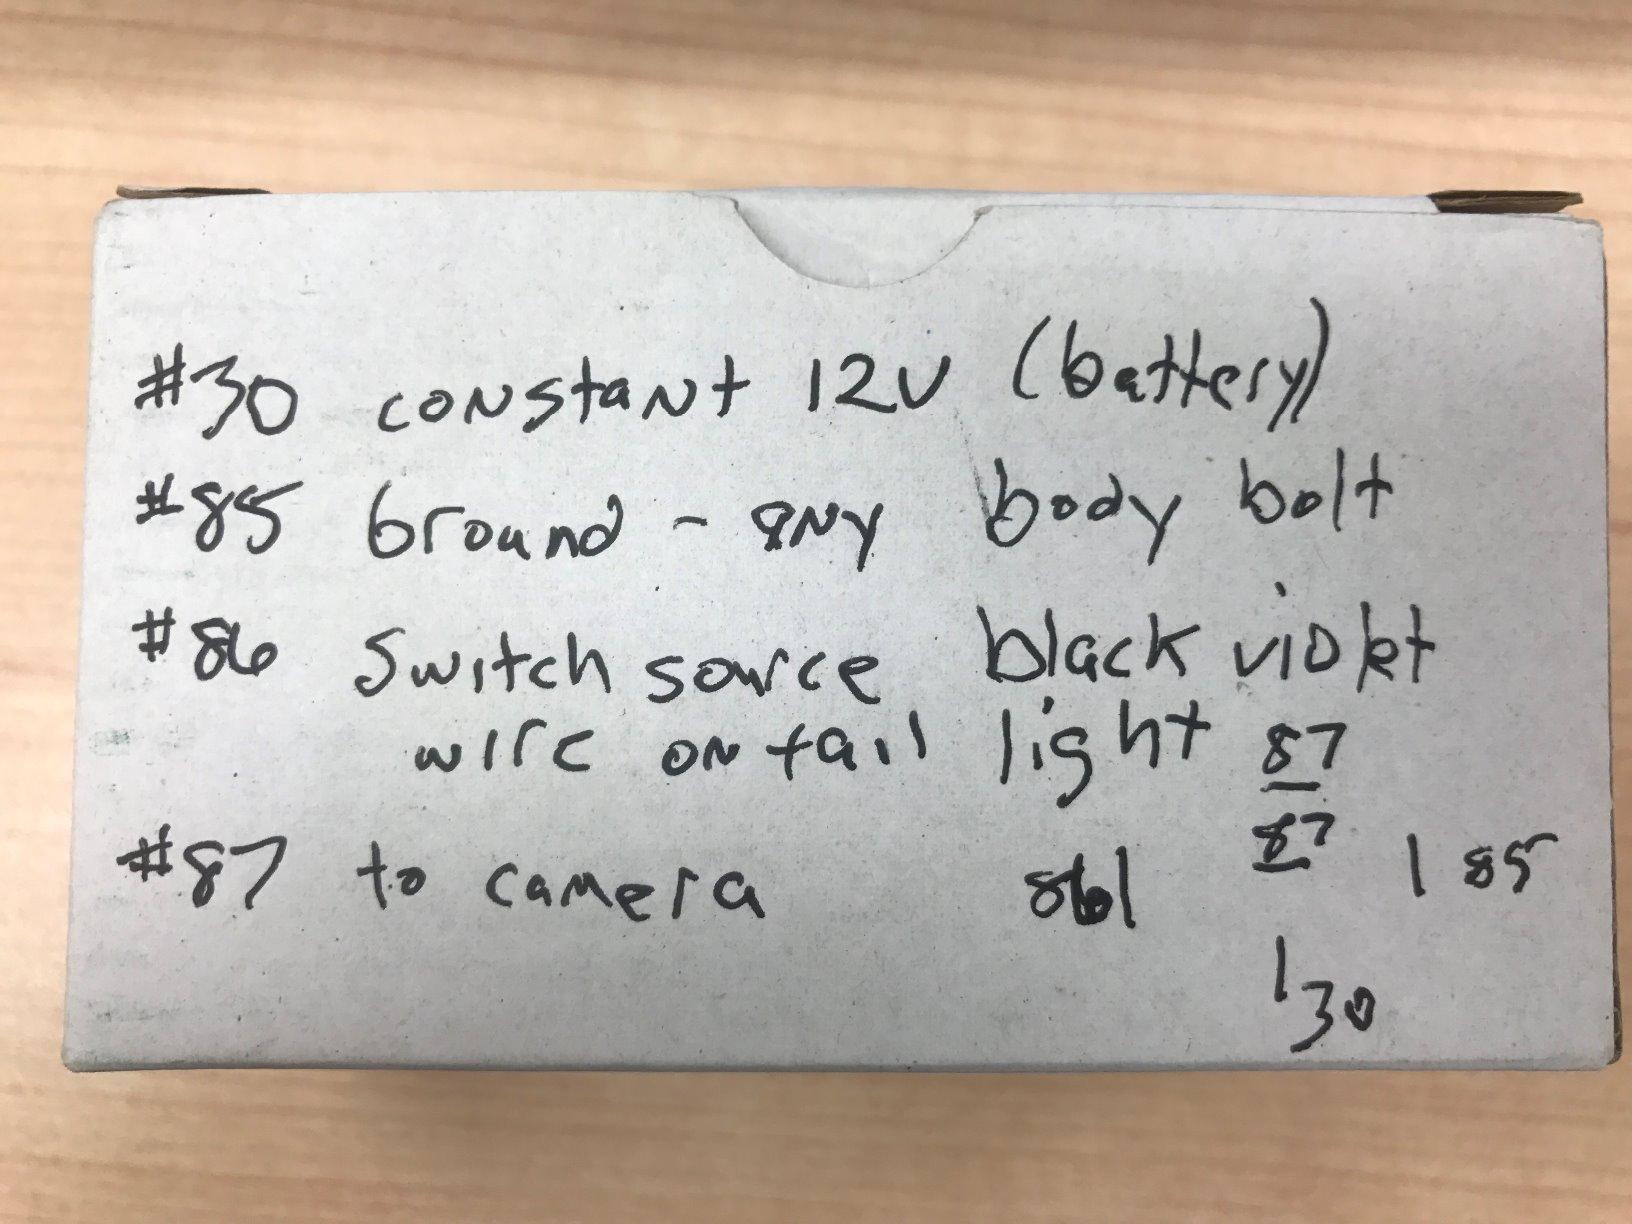 #30 constant 12V (battery)
#85 Ground - any body bolt
#86 Switch source black violet
wire on tail light
#87 to camera
87
87
86 | | 85
| 30